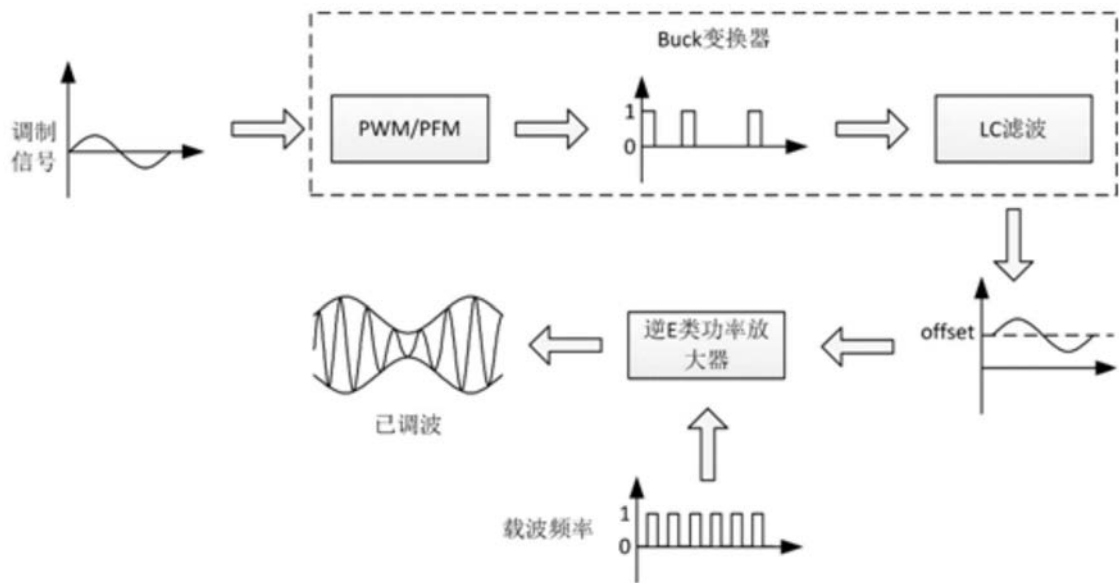 Buck变换器
调制
信号
PWM/PFM
1
0
LC滤波
offset
逆E类功率放
大器
已调波
载波频率
1
0